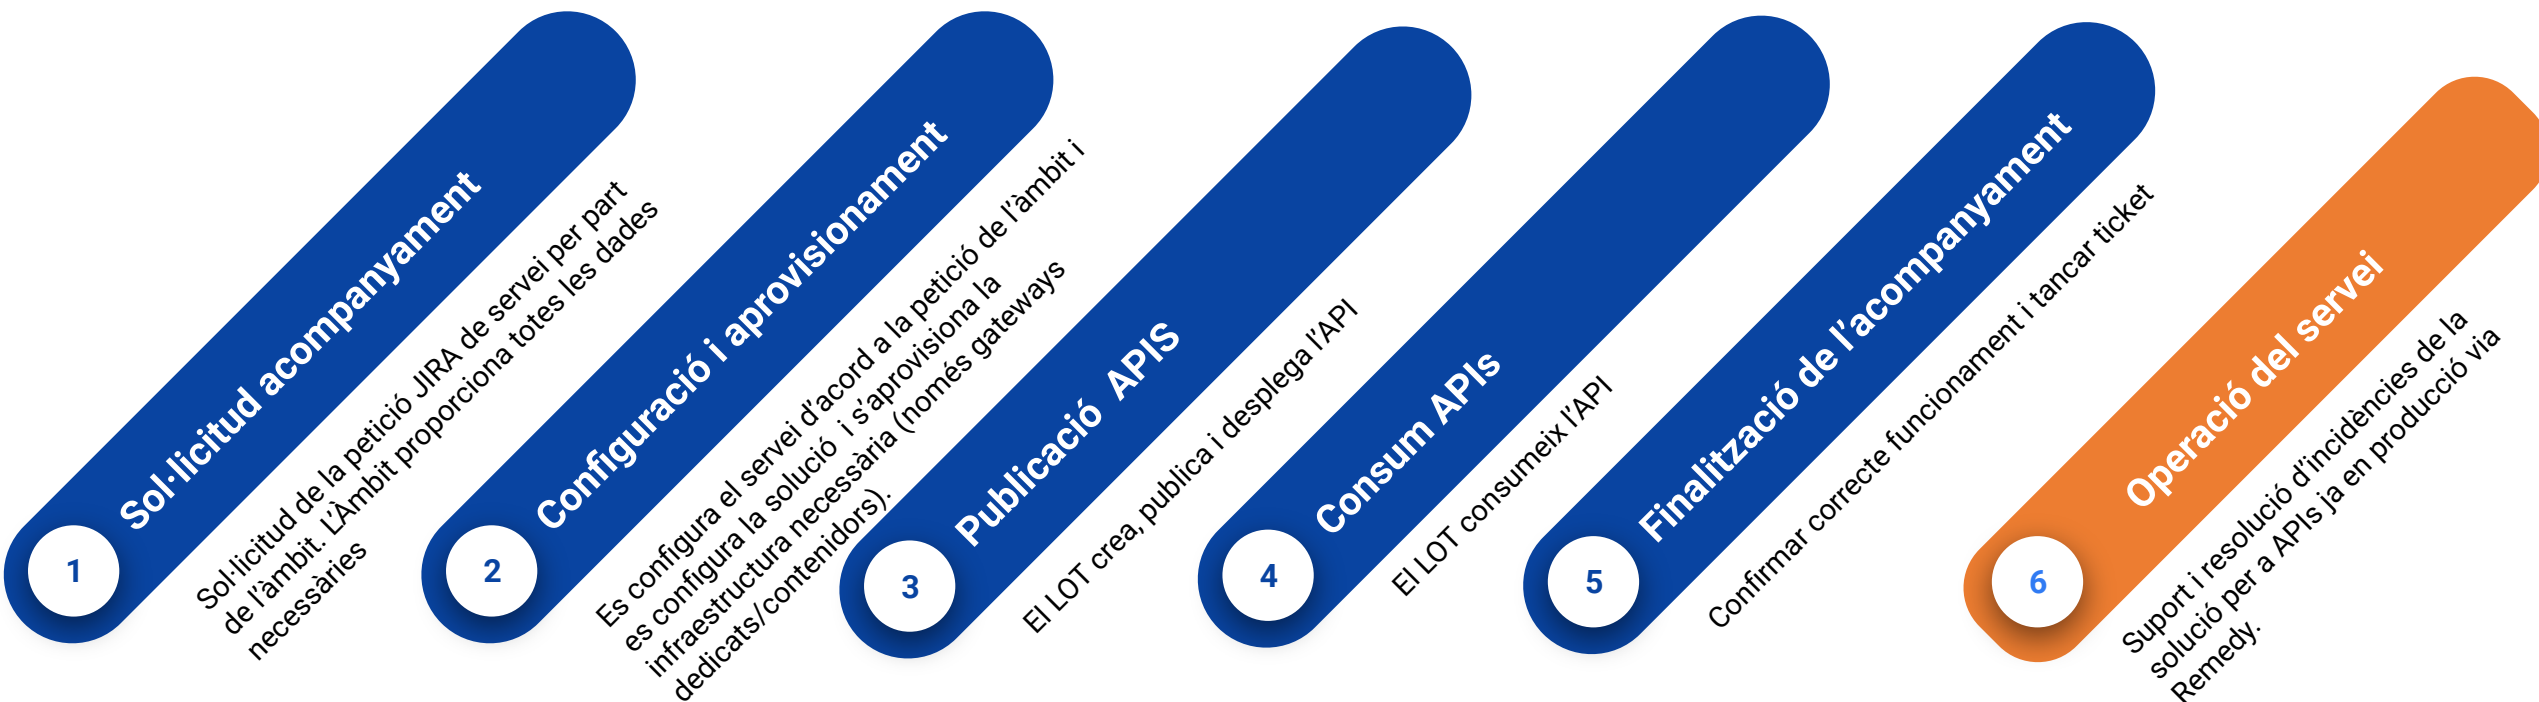 1
Sol·licitud acompanyament
Sol·licitud de la petició JIRA de servei per part
de l'àmbit. L'Àmbit proporciona totes les dades
necessàries
2
Configuració i aprovisionament
Es configura el servei d'acord a la petició de l'àmbit i
es configura la solució i s'aprovisiona la
infraestructura necessària (només gateways
dedicats/contenidors).
3
Publicació APIS
El LOT crea, publica i desplega l'API
4
Consum APIs
El LOT consumeix l'API
5
Finalització de l'acompanyament
Confirmar correcte funcionament i tancar ticket
6
Operació del servei
Suport i resolució d'incidències de la
solució per a APIs ja en producció via
Remedy.